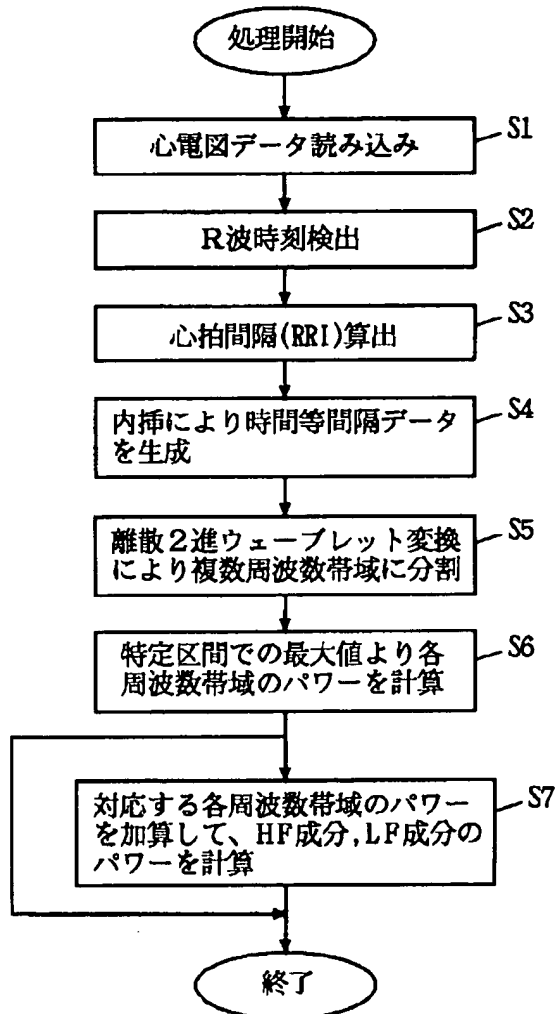 処理開始
心電図データ読み込み
S1
R波時刻検出
S2
心拍間隔(RRI)算出
S3
内挿により時間等間隔データ
を生成
S4
離散2進ウェーブレット変換
により複数周波数帯域に分割
S5
特定区間での最大値より各
周波数帯域のパワーを計算
S6
対応する各周波数帯域のパワー
を加算して、HF成分,LF成分の
パワーを計算
S7
終了